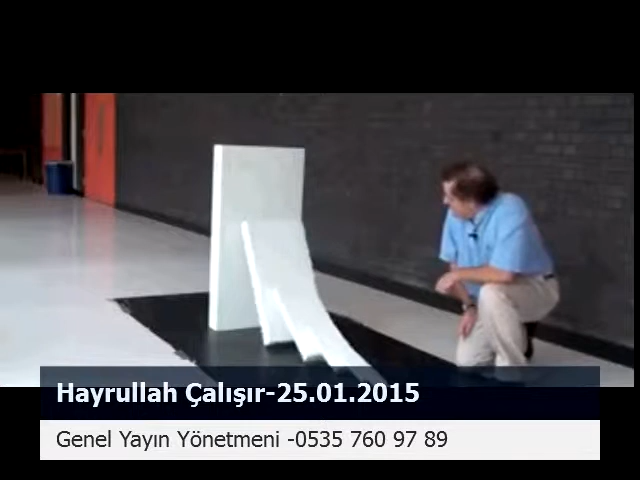 Hayrullah Çalışır-25.01.2015
Genel Yayın Yönetmeni -0535 760 97 89